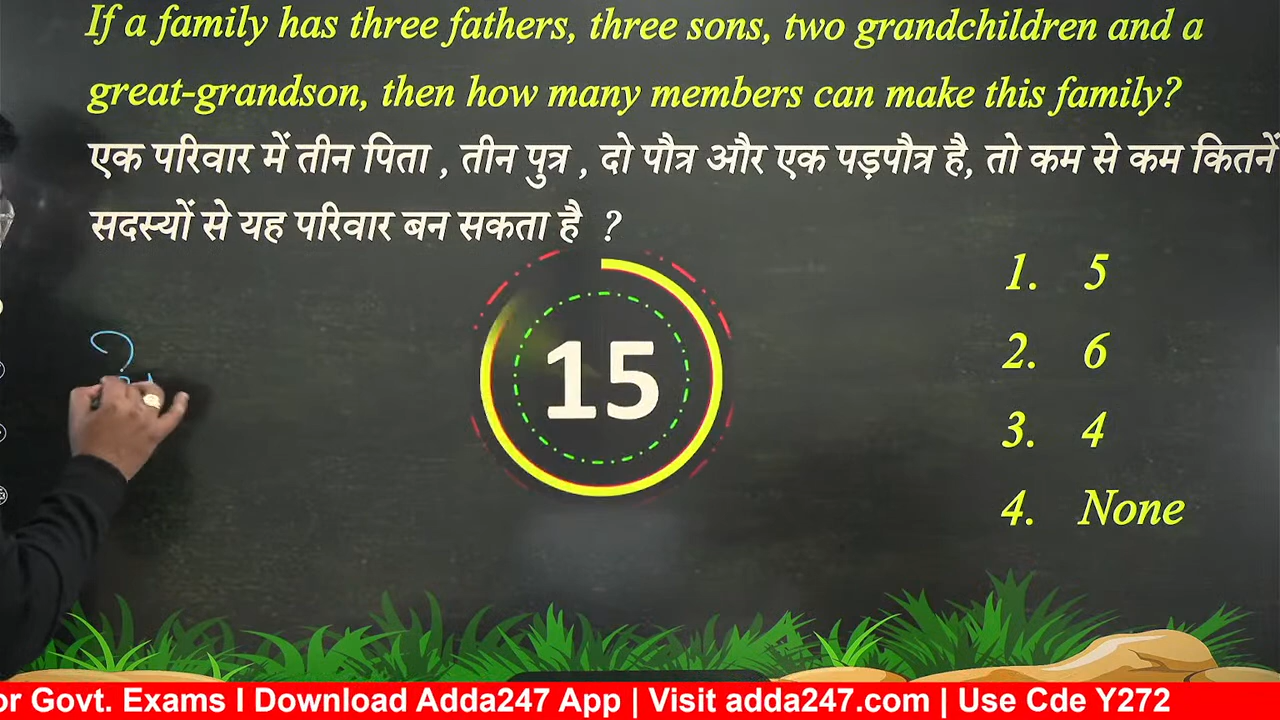 If a family has three fathers, three sons, two grandchildren and a
great-grandson, then how many members can make this family?
एक परिवार में तीन पिता , तीन पुत्र , दो पौत्र और एक पड़पौत्र है, तो कम से कम कितनें
सदस्यों से यह परिवार बन सकता है ?
1. 5
2. 6
3. 4
4. None
15
or Govt. Exams I Download Adda247 App | Visit adda247.com | Use Cde Y272